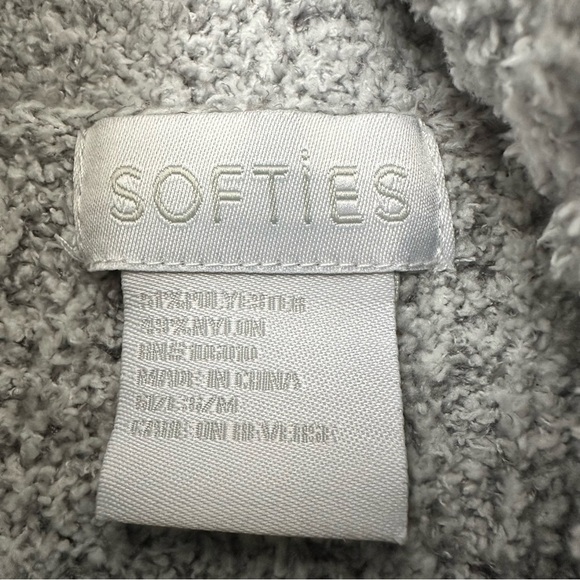 SOFTiES
51% POLYESTER
49% NYLON
MADE IN CHINA
SIZE S/M
CARE ON REVERSE